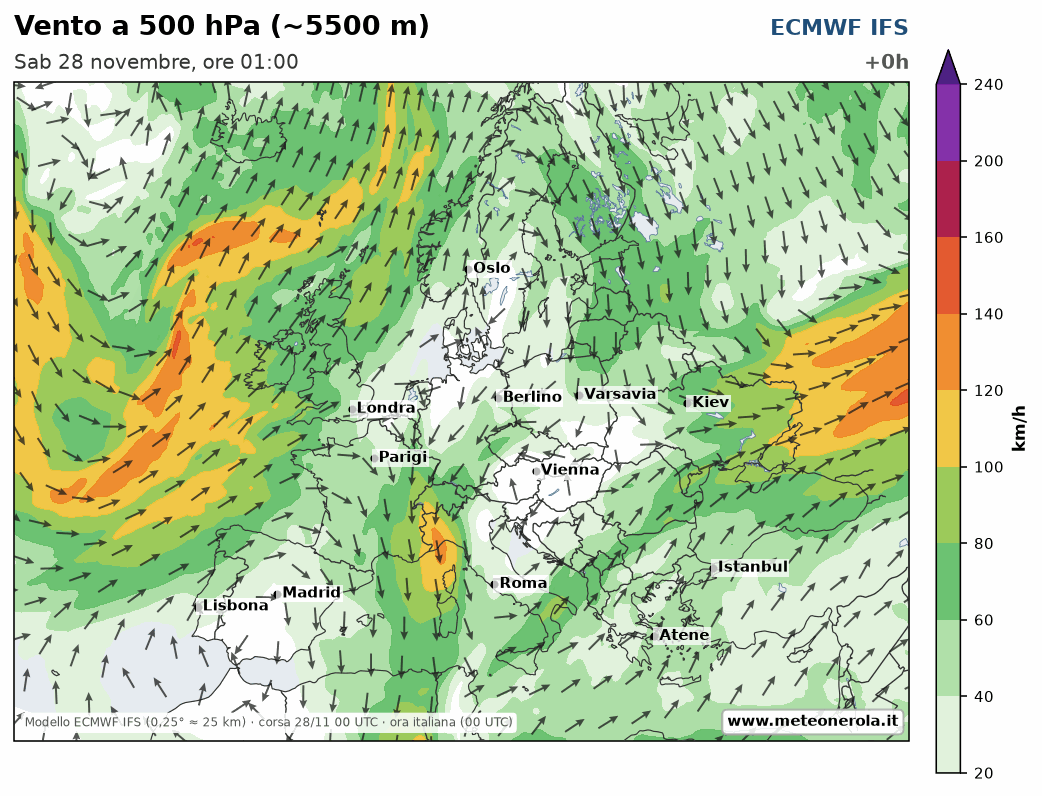 Vento a 500 hPa (~5500 m)
ECMWF IFS
Sab 28 novembre, ore 01:00
+0h
240
200
160
140
120
100
80
60
40
20
km/h
Oslo
Londra
Berlino
Varsavia
Kiev
Parigi
Vienna
Istanbul
Roma
Madrid
Lisbona
Atene
Modello ECMWF IFS (0,25° ≈ 25 km) · corsa 28/11 00 UTC · ora italiana (00 UTC)
www.meteonerola.it